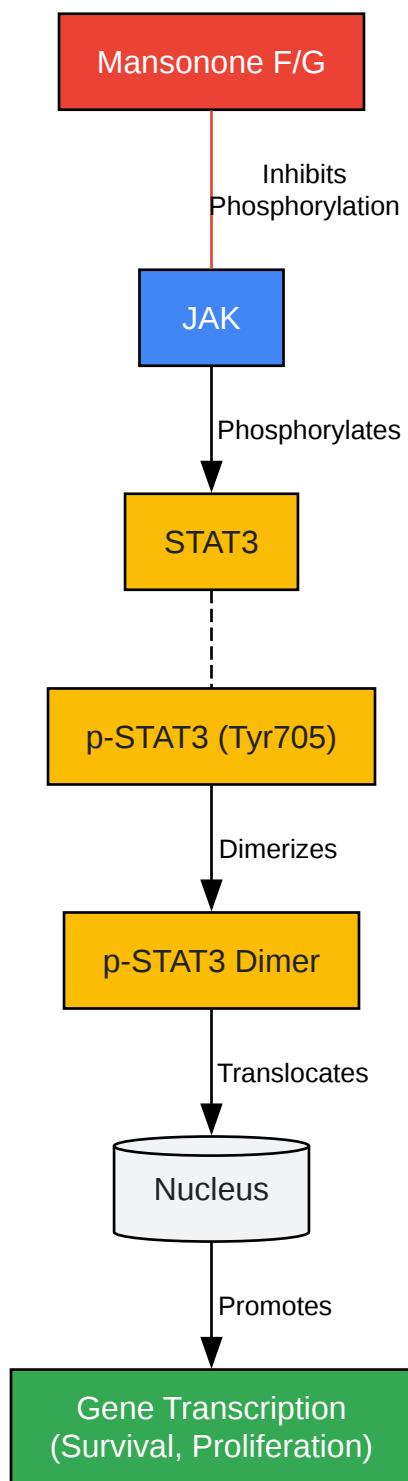 Mansonone F/G
Inhibits
Phosphorylation
JAK
Phosphorylates
STAT3
p-STAT3 (Tyr705)
Dimerizes
p-STAT3 Dimer
Translocates
Nucleus
Promotes
Gene Transcription
(Survival, Proliferation)